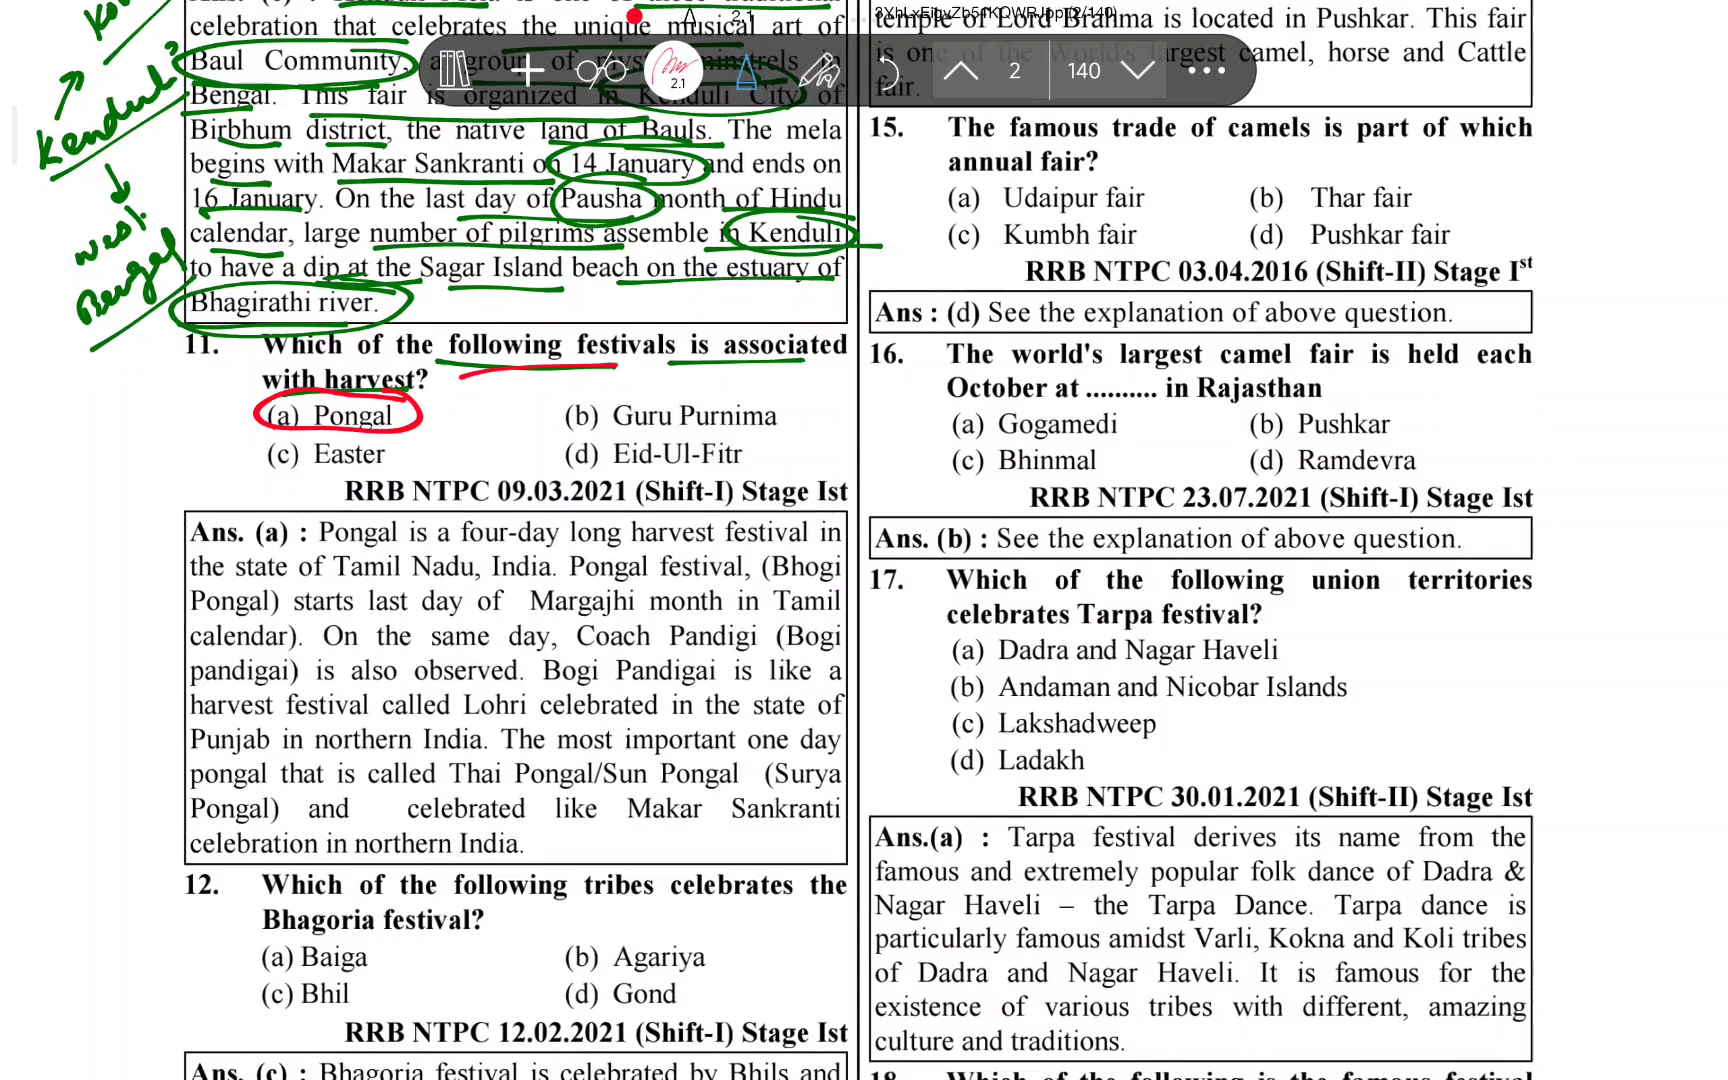 celebration that celebrates the unique musical art of
Baul Community, a group of mystic minstrels in
Bengal. This fair is organized in Kenduli City of
Birbhum district, the native land of Bauls. The mela
begins with Makar Sankranti on 14 January and ends on
16 January. On the last day of Pausha month of Hindu
calendar, large number of pilgrims assemble in Kenduli
to have a dip at the Sagar Island beach on the estuary of
Bhagirathi river.
Kenduli
West
Bengal
11. Which of the following festivals is associated
with harvest?
(a) Pongal (b) Guru Purnima
(c) Easter (d) Eid-Ul-Fitr
RRB NTPC 09.03.2021 (Shift-I) Stage Ist
Ans. (a) : Pongal is a four-day long harvest festival in
the state of Tamil Nadu, India. Pongal festival, (Bhogi
Pongal) starts last day of Margajhi month in Tamil
calendar). On the same day, Coach Pandigi (Bogi
pandigai) is also observed. Bogi Pandigai is like a
harvest festival called Lohri celebrated in the state of
Punjab in northern India. The most important one day
pongal that is called Thai Pongal/Sun Pongal (Surya
Pongal) and celebrated like Makar Sankranti
celebration in northern India.
12. Which of the following tribes celebrates the
Bhagoria festival?
(a) Baiga (b) Agariya
(c) Bhil (d) Gond
RRB NTPC 12.02.2021 (Shift-I) Stage Ist
Ans. (c) : Bhagoria festival is celebrated by Bhils and
2.1
2.1
2 140
temple of Lord Brahma is located in Pushkar. This fair
is one of the World's largest camel, horse and Cattle
fair.
15. The famous trade of camels is part of which
annual fair?
(a) Udaipur fair (b) Thar fair
(c) Kumbh fair (d) Pushkar fair
RRB NTPC 03.04.2016 (Shift-II) Stage Ist
Ans : (d) See the explanation of above question.
16. The world's largest camel fair is held each
October at .......... in Rajasthan
(a) Gogamedi (b) Pushkar
(c) Bhinmal (d) Ramdevra
RRB NTPC 23.07.2021 (Shift-I) Stage Ist
Ans. (b) : See the explanation of above question.
17. Which of the following union territories
celebrates Tarpa festival?
(a) Dadra and Nagar Haveli
(b) Andaman and Nicobar Islands
(c) Lakshadweep
(d) Ladakh
RRB NTPC 30.01.2021 (Shift-II) Stage Ist
Ans.(a) : Tarpa festival derives its name from the
famous and extremely popular folk dance of Dadra &
Nagar Haveli – the Tarpa Dance. Tarpa dance is
particularly famous amidst Varli, Kokna and Koli tribes
of Dadra and Nagar Haveli. It is famous for the
existence of various tribes with different, amazing
culture and traditions.
18. Which of the following is the famous festival